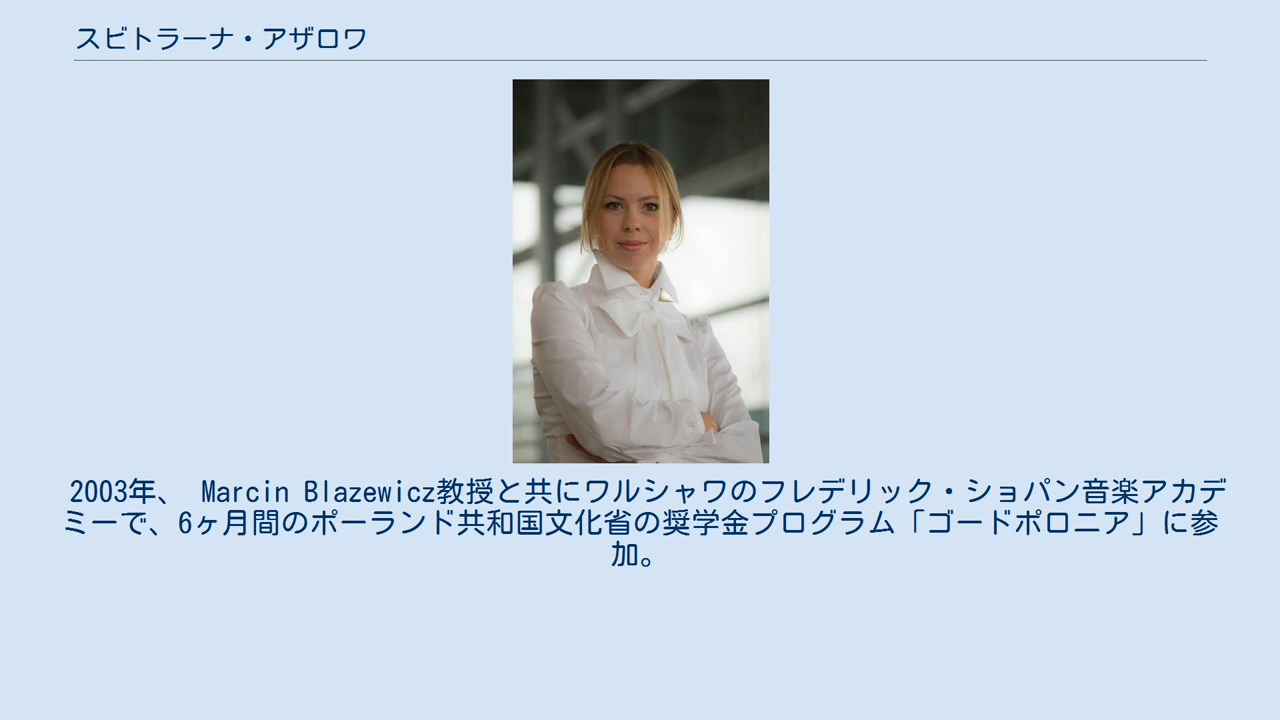 スビトラーナ・アザロワ
2003年、 Marcin Blazewicz教授と共にワルシャワのフレデリック・ショパン音楽アカデ
ミーで、6ヶ月間のポーランド共和国文化省の奨学金プログラム「ゴードポロニア」に参
加。